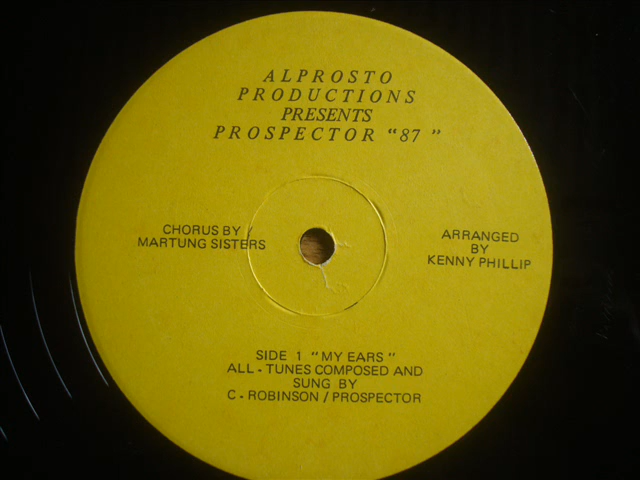 ALPROSTO
PRODUCTIONS
PRESENTS
PROSPECTOR "87"
CHORUS BY
MARTUNG SISTERS
ARRANGED
BY
KENNY PHILLIP
SIDE 1 "MY EARS"
ALL - TUNES COMPOSED AND
SUNG BY
C - ROBINSON / PROSPECTOR